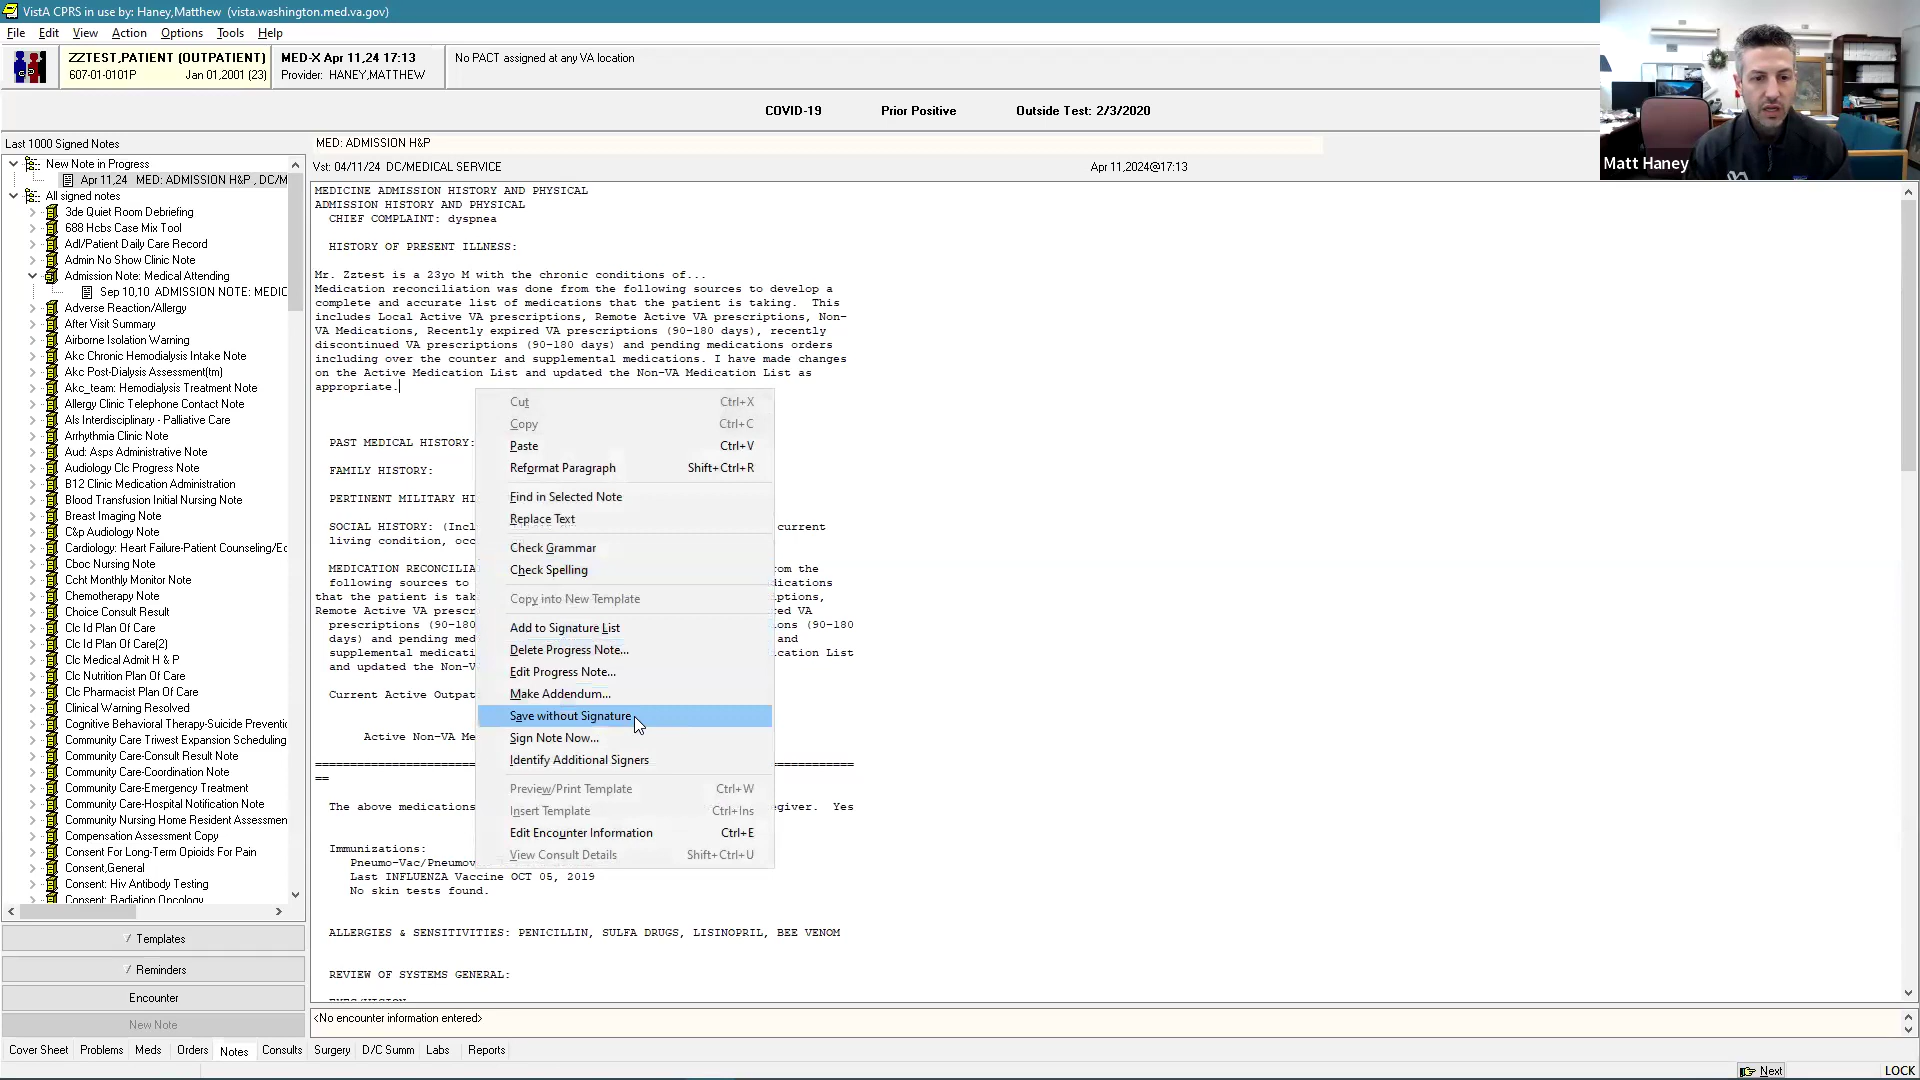 VistA CPRS in use by: Haney,Matthew (vista.washington.med.va.gov)
File Edit View Action Options Tools Help
ZZTEST,PATIENT (OUTPATIENT)
607-01-0101P Jan 01,2001 (23)
MED-X Apr 11,24 17:13
Provider: HANEY,MATTHEW
No PACT assigned at any VA location
COVID-19 Prior Positive Outside Test: 2/3/2020
Matt Haney
Last 1000 Signed Notes
New Note in Progress
Apr 11,24 MED: ADMISSION H&P , DC/M
All signed notes
3de Quiet Room Debriefing
688 Hcbs Case Mix Tool
Adl/Patient Daily Care Record
Admin No Show Clinic Note
Admission Note: Medical Attending
Sep 10,10 ADMISSION NOTE: MEDIC
Adverse Reaction/Allergy
After Visit Summary
Airborne Isolation Warning
Akc Chronic Hemodialysis Intake Note
Akc Post-Dialysis Assessment(tm)
Akc_team: Hemodialysis Treatment Note
Allergy Clinic Telephone Contact Note
Als Interdisciplinary - Palliative Care
Arrhythmia Clinic Note
Aud: Asps Administrative Note
Audiology Clc Progress Note
B12 Clinic Medication Administration
Blood Transfusion Initial Nursing Note
Breast Imaging Note
C&p Audiology Note
Cardiology: Heart Failure-Patient Counseling/Ec
Cboc Nursing Note
Ccht Monthly Monitor Note
Chemotherapy Note
Choice Consult Result
Clc Id Plan Of Care
Clc Id Plan Of Care(2)
Clc Medical Admit H & P
Clc Nutrition Plan Of Care
Clc Pharmacist Plan Of Care
Clinical Warning Resolved
Cognitive Behavioral Therapy-Suicide Preventic
Community Care Triwest Expansion Scheduling
Community Care-Consult Result Note
Community Care-Coordination Note
Community Care-Emergency Treatment
Community Care-Hospital Notification Note
Community Nursing Home Resident Assessmen
Compensation Assessment Copy
Consent For Long-Term Opioids For Pain
Consent,General
Consent: Hiv Antibody Testing
Consent: Radiation Oncology
/ Templates
/ Reminders
Encounter
New Note
MED: ADMISSION H&P
Vst: 04/11/24 DC/MEDICAL SERVICE Apr 11,2024@17:13
MEDICINE ADMISSION HISTORY AND PHYSICAL
ADMISSION HISTORY AND PHYSICAL
CHIEF COMPLAINT: dyspnea
HISTORY OF PRESENT ILLNESS:
Mr. Zztest is a 23yo M with the chronic conditions of...
Medication reconciliation was done from the following sources to develop a
complete and accurate list of medications that the patient is taking. This
includes Local Active VA prescriptions, Remote Active VA prescriptions, Non-
VA Medications, Recently expired VA prescriptions (90-180 days), recently
discontinued VA prescriptions (90-180 days) and pending medications orders
including over the counter and supplemental medications. I have made changes
on the Active Medication List and updated the Non-VA Medication List as
appropriate.
PAST MEDICAL HISTORY:
FAMILY HISTORY:
PERTINENT MILITARY HI
SOCIAL HISTORY: (Incl current
living condition, occ
MEDICATION RECONCILIA om the
following sources to ications
that the patient is tak ptions,
Remote Active VA prescr ed VA
prescriptions (90-180 ons (90-180
days) and pending med and
supplemental medicati cation List
and updated the Non-V
Current Active Outpat
Active Non-VA Me
==
The above medications giver. Yes
Immunizations:
Pneumo-Vac/Pneumov
Last INFLUENZA Vaccine OCT 05, 2019
No skin tests found.
ALLERGIES & SENSITIVITIES: PENICILLIN, SULFA DRUGS, LISINOPRIL, BEE VENOM
REVIEW OF SYSTEMS GENERAL:
Cut Ctrl+X
Copy Ctrl+C
Paste Ctrl+V
Reformat Paragraph Shift+Ctrl+R
Find in Selected Note
Replace Text
Check Grammar
Check Spelling
Copy into New Template
Add to Signature List
Delete Progress Note...
Edit Progress Note...
Make Addendum...
Save without Signature
Sign Note Now...
Identify Additional Signers
Preview/Print Template Ctrl+W
Insert Template Ctrl+Ins
Edit Encounter Information Ctrl+E
View Consult Details Shift+Ctrl+U
<No encounter information entered>
Cover Sheet Problems Meds Orders Notes Consults Surgery D/C Summ Labs Reports
Next LOCK